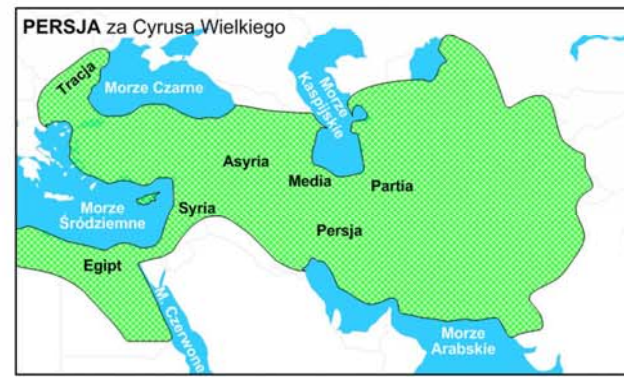 PERSJA za Cyrusa Wielkiego
Tracja
Morze Czarne
Morze
Kaspijskie
Asyria
Media
Partia
Morze
Śródziemne
Syria
Persja
Egipt
M. Czerwone
Morze
Arabskie